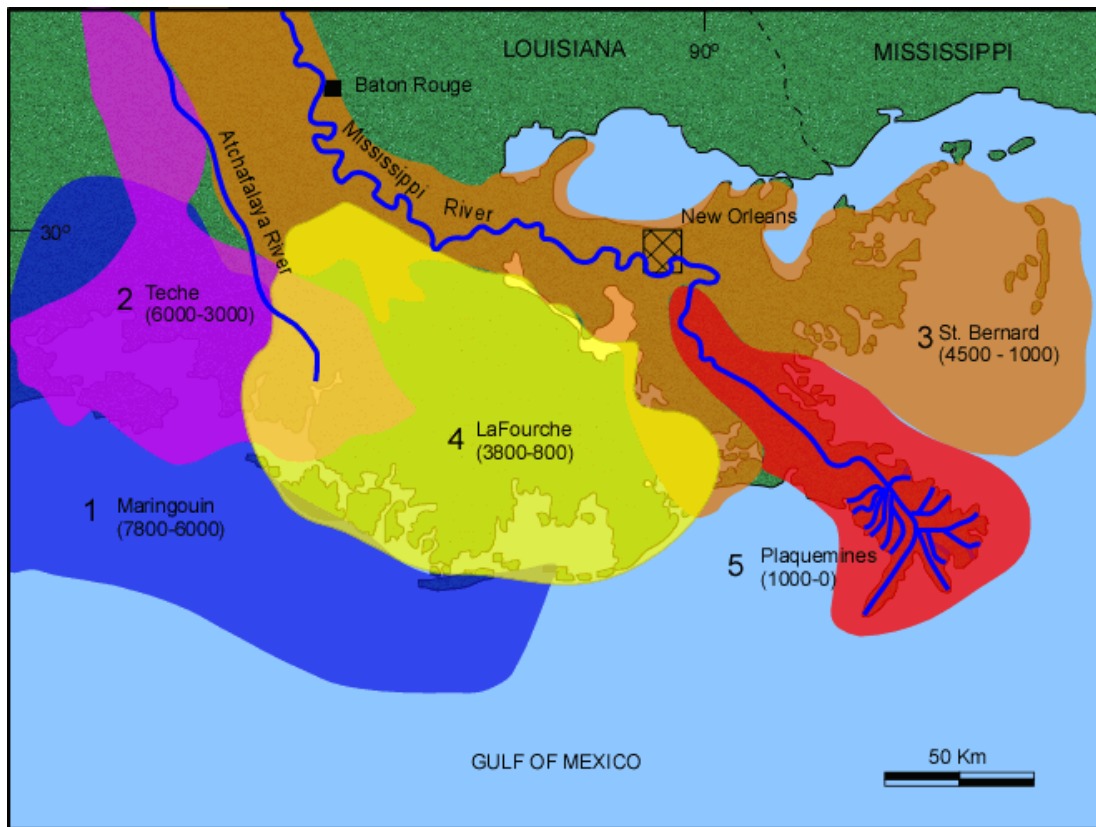 LOUISIANA
90°
MISSISSIPPI
Baton Rouge
Mississippi River
Atchafalaya River
New Orleans
30°
2 Teche
(6000-3000)
3 St. Bernard
(4500 - 1000)
4 LaFourche
(3800-800)
1 Maringouin
(7800-6000)
5 Plaquemines
(1000-0)
GULF OF MEXICO
50 Km